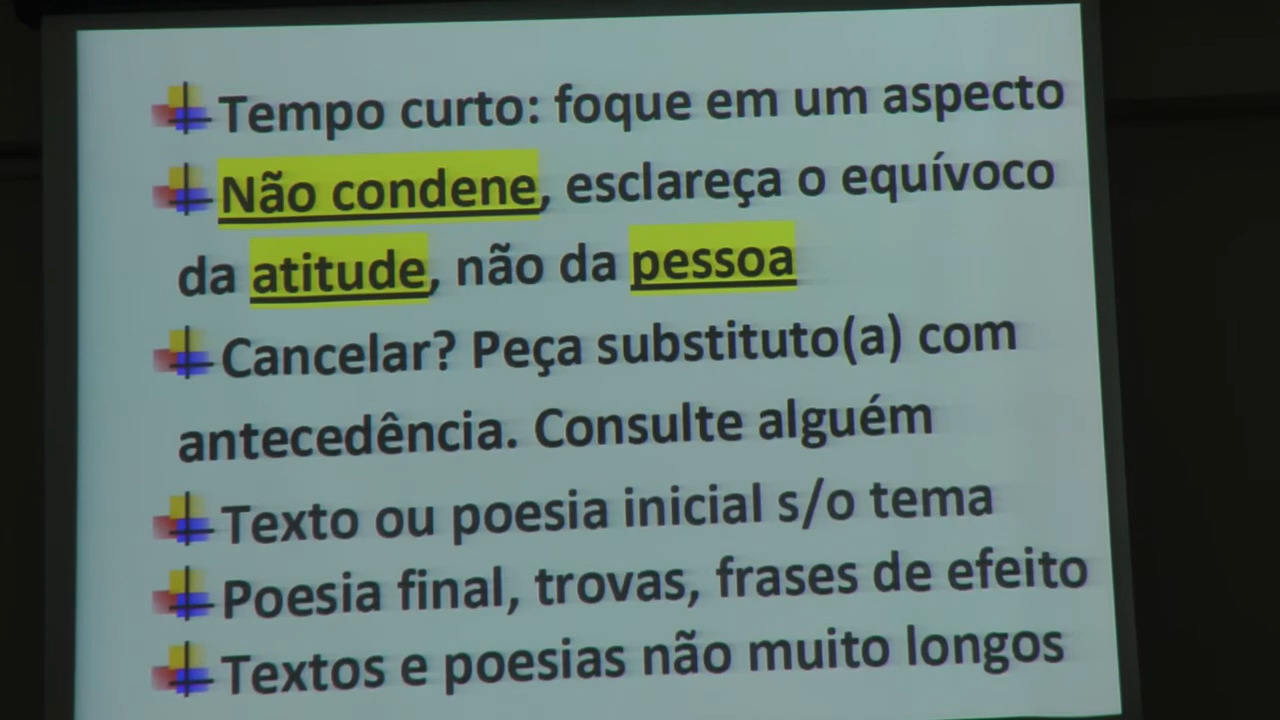 Tempo curto: foque em um aspecto
Não condene, esclareça o equívoco
da atitude, não da pessoa
Cancelar? Peça substituto(a) com
antecedência. Consulte alguém
Texto ou poesia inicial s/o tema
Poesia final, trovas, frases de efeito
Textos e poesias não muito longos